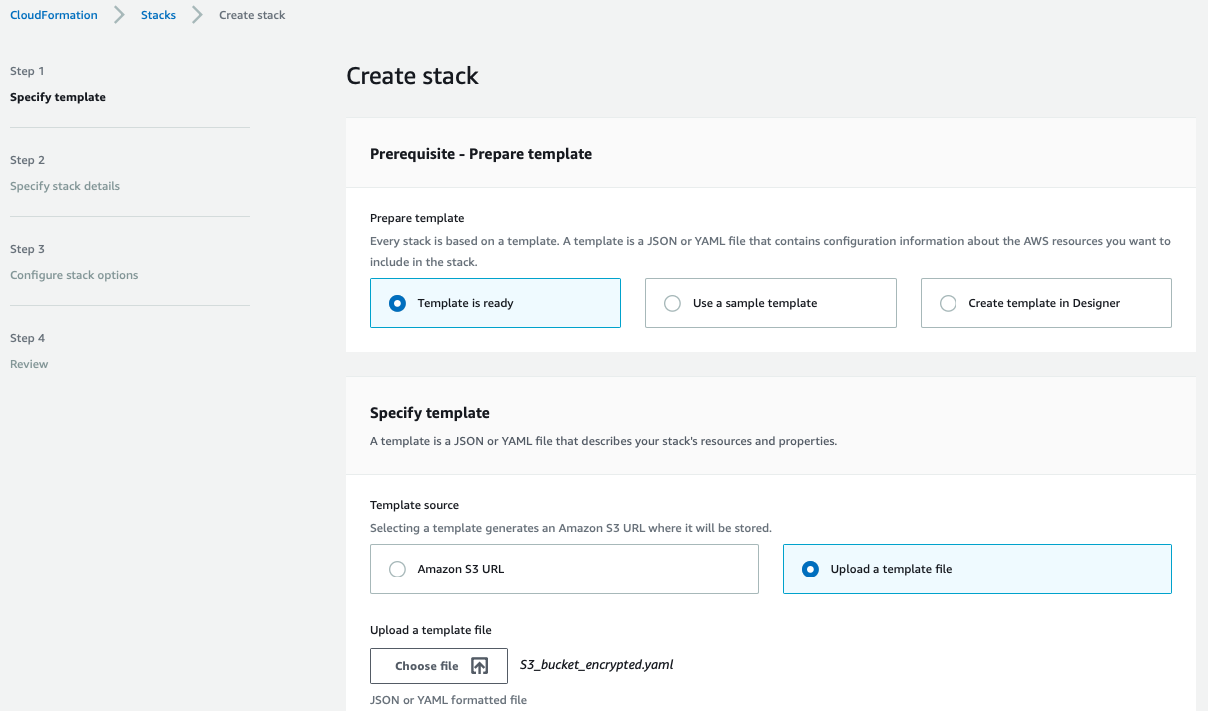 CloudFormation > Stacks > Create stack
Step 1
Specify template
Step 2
Specify stack details
Step 3
Configure stack options
Step 4
Review
Create stack
Prerequisite - Prepare template
Prepare template
Every stack is based on a template. A template is a JSON or YAML file that contains configuration information about the AWS resources you want to
include in the stack.
Template is ready
Use a sample template
Create template in Designer
Specify template
A template is a JSON or YAML file that describes your stack's resources and properties.
Template source
Selecting a template generates an Amazon S3 URL where it will be stored.
Amazon S3 URL
Upload a template file
Upload a template file
Choose file
S3_bucket_encrypted.yaml
JSON or YAML formatted file